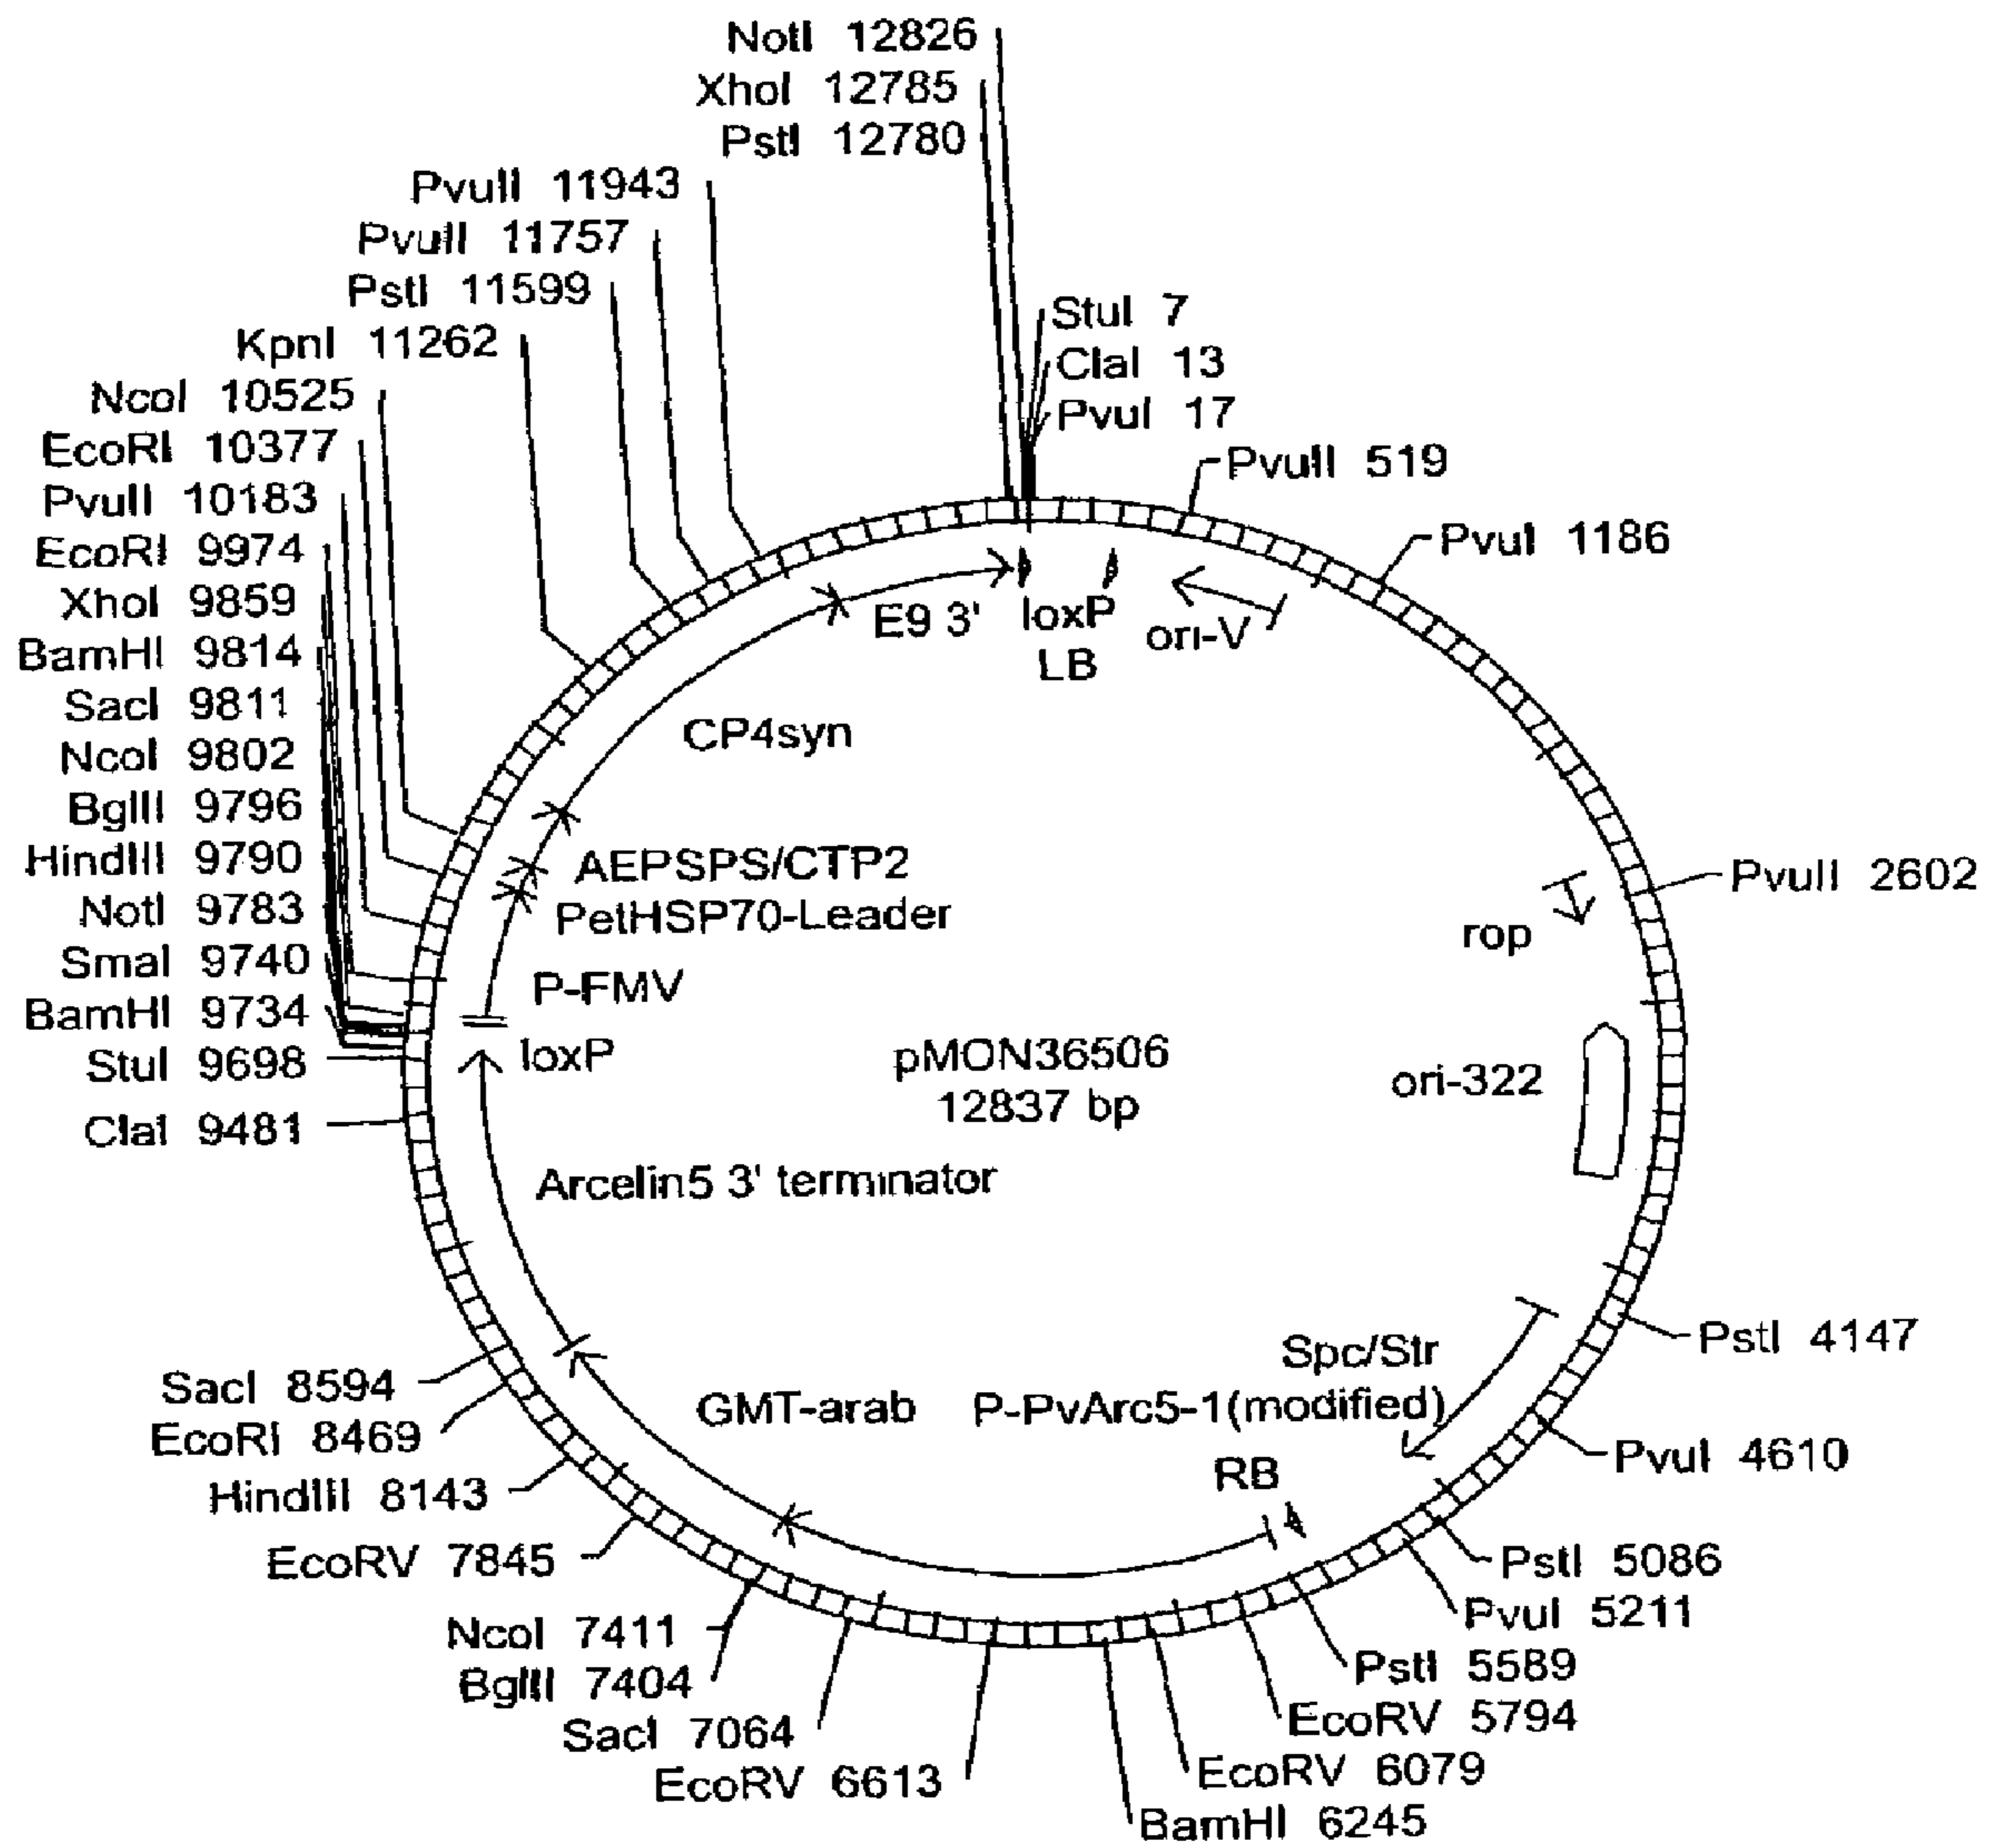 NotI 12826
XhoI 12785
PstI 12780
PvuII 11943
PvuII 11757
PstI 11599
KpnI 11262
NcoI 10525
EcoRI 10377
PvuII 10183
EcoRI 9974
XhoI 9859
BamHI 9814
SacI 9811
NcoI 9802
BglII 9796
HindIII 9790
NotI 9783
SmaI 9740
BamHI 9734
StuI 9698
ClaI 9481
SacI 8594
EcoRI 8469
HindIII 8143
EcoRV 7845
NcoI 7411
BglII 7404
SacI 7064
EcoRV 6613
StuI 7
ClaI 13
PvuI 17
PvuII 519
PvuI 1186
PvuII 2602
PstI 4147
PvuI 4610
PstI 5086
PvuI 5211
PstI 5589
EcoRV 5794
EcoRV 6079
BamHI 6245
E9 3'
loxP
LB
ori-V
CP4syn
AEPSPS/CTP2
PetHSP70-Leader
P-FMV
loxP
rop
pMON36506
12837 bp
ori-322
Arcelin5 3' terminator
Spc/Str
GMT-arab
P-PvArc5-1(modified)
RB